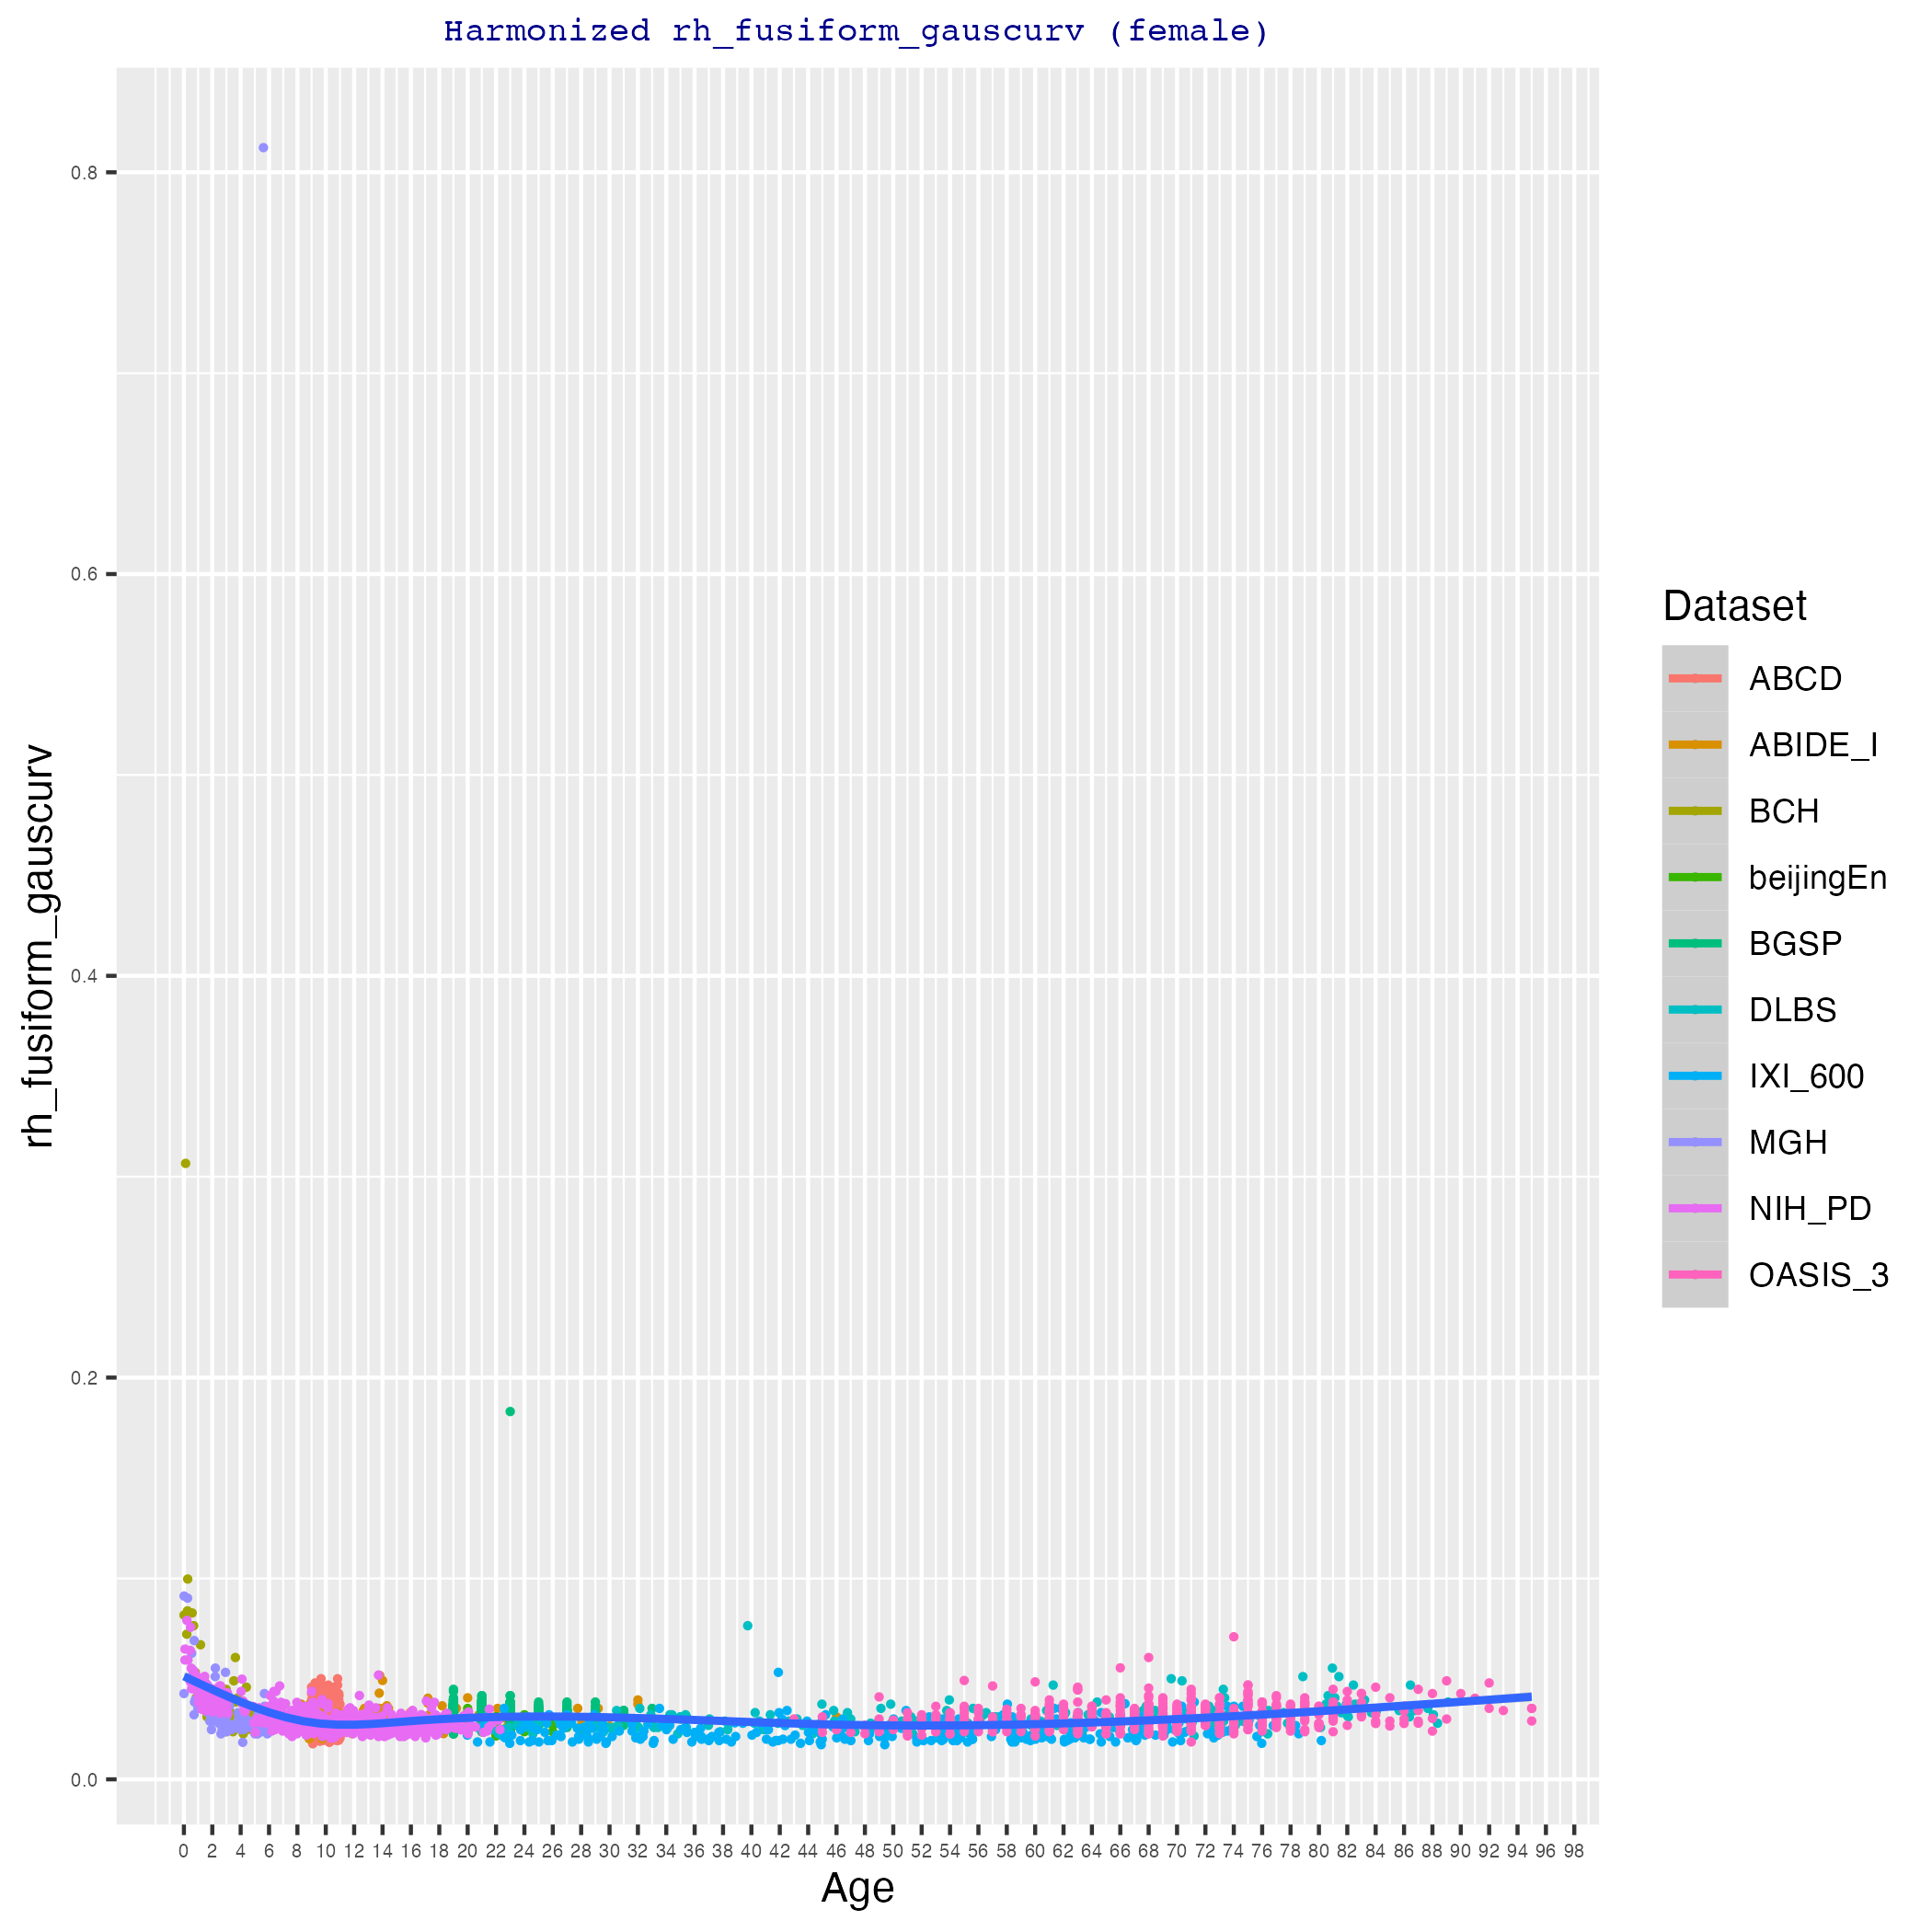 Harmonized rh_fusiform_gauscurv (female)
0.8
0.6
0.4
0.2
0.0
rh_fusiform_gauscurv
0 2 4 6 8 10 12 14 16 18 20 22 24 26 28 30 32 34 36 38 40 42 44 46 48 50 52 54 56 58 60 62 64 66 68 70 72 74 76 78 80 82 84 86 88 90 92 94 96 98
Age
Dataset
ABCD
ABIDE_I
BCH
beijingEn
BGSP
DLBS
IXI_600
MGH
NIH_PD
OASIS_3